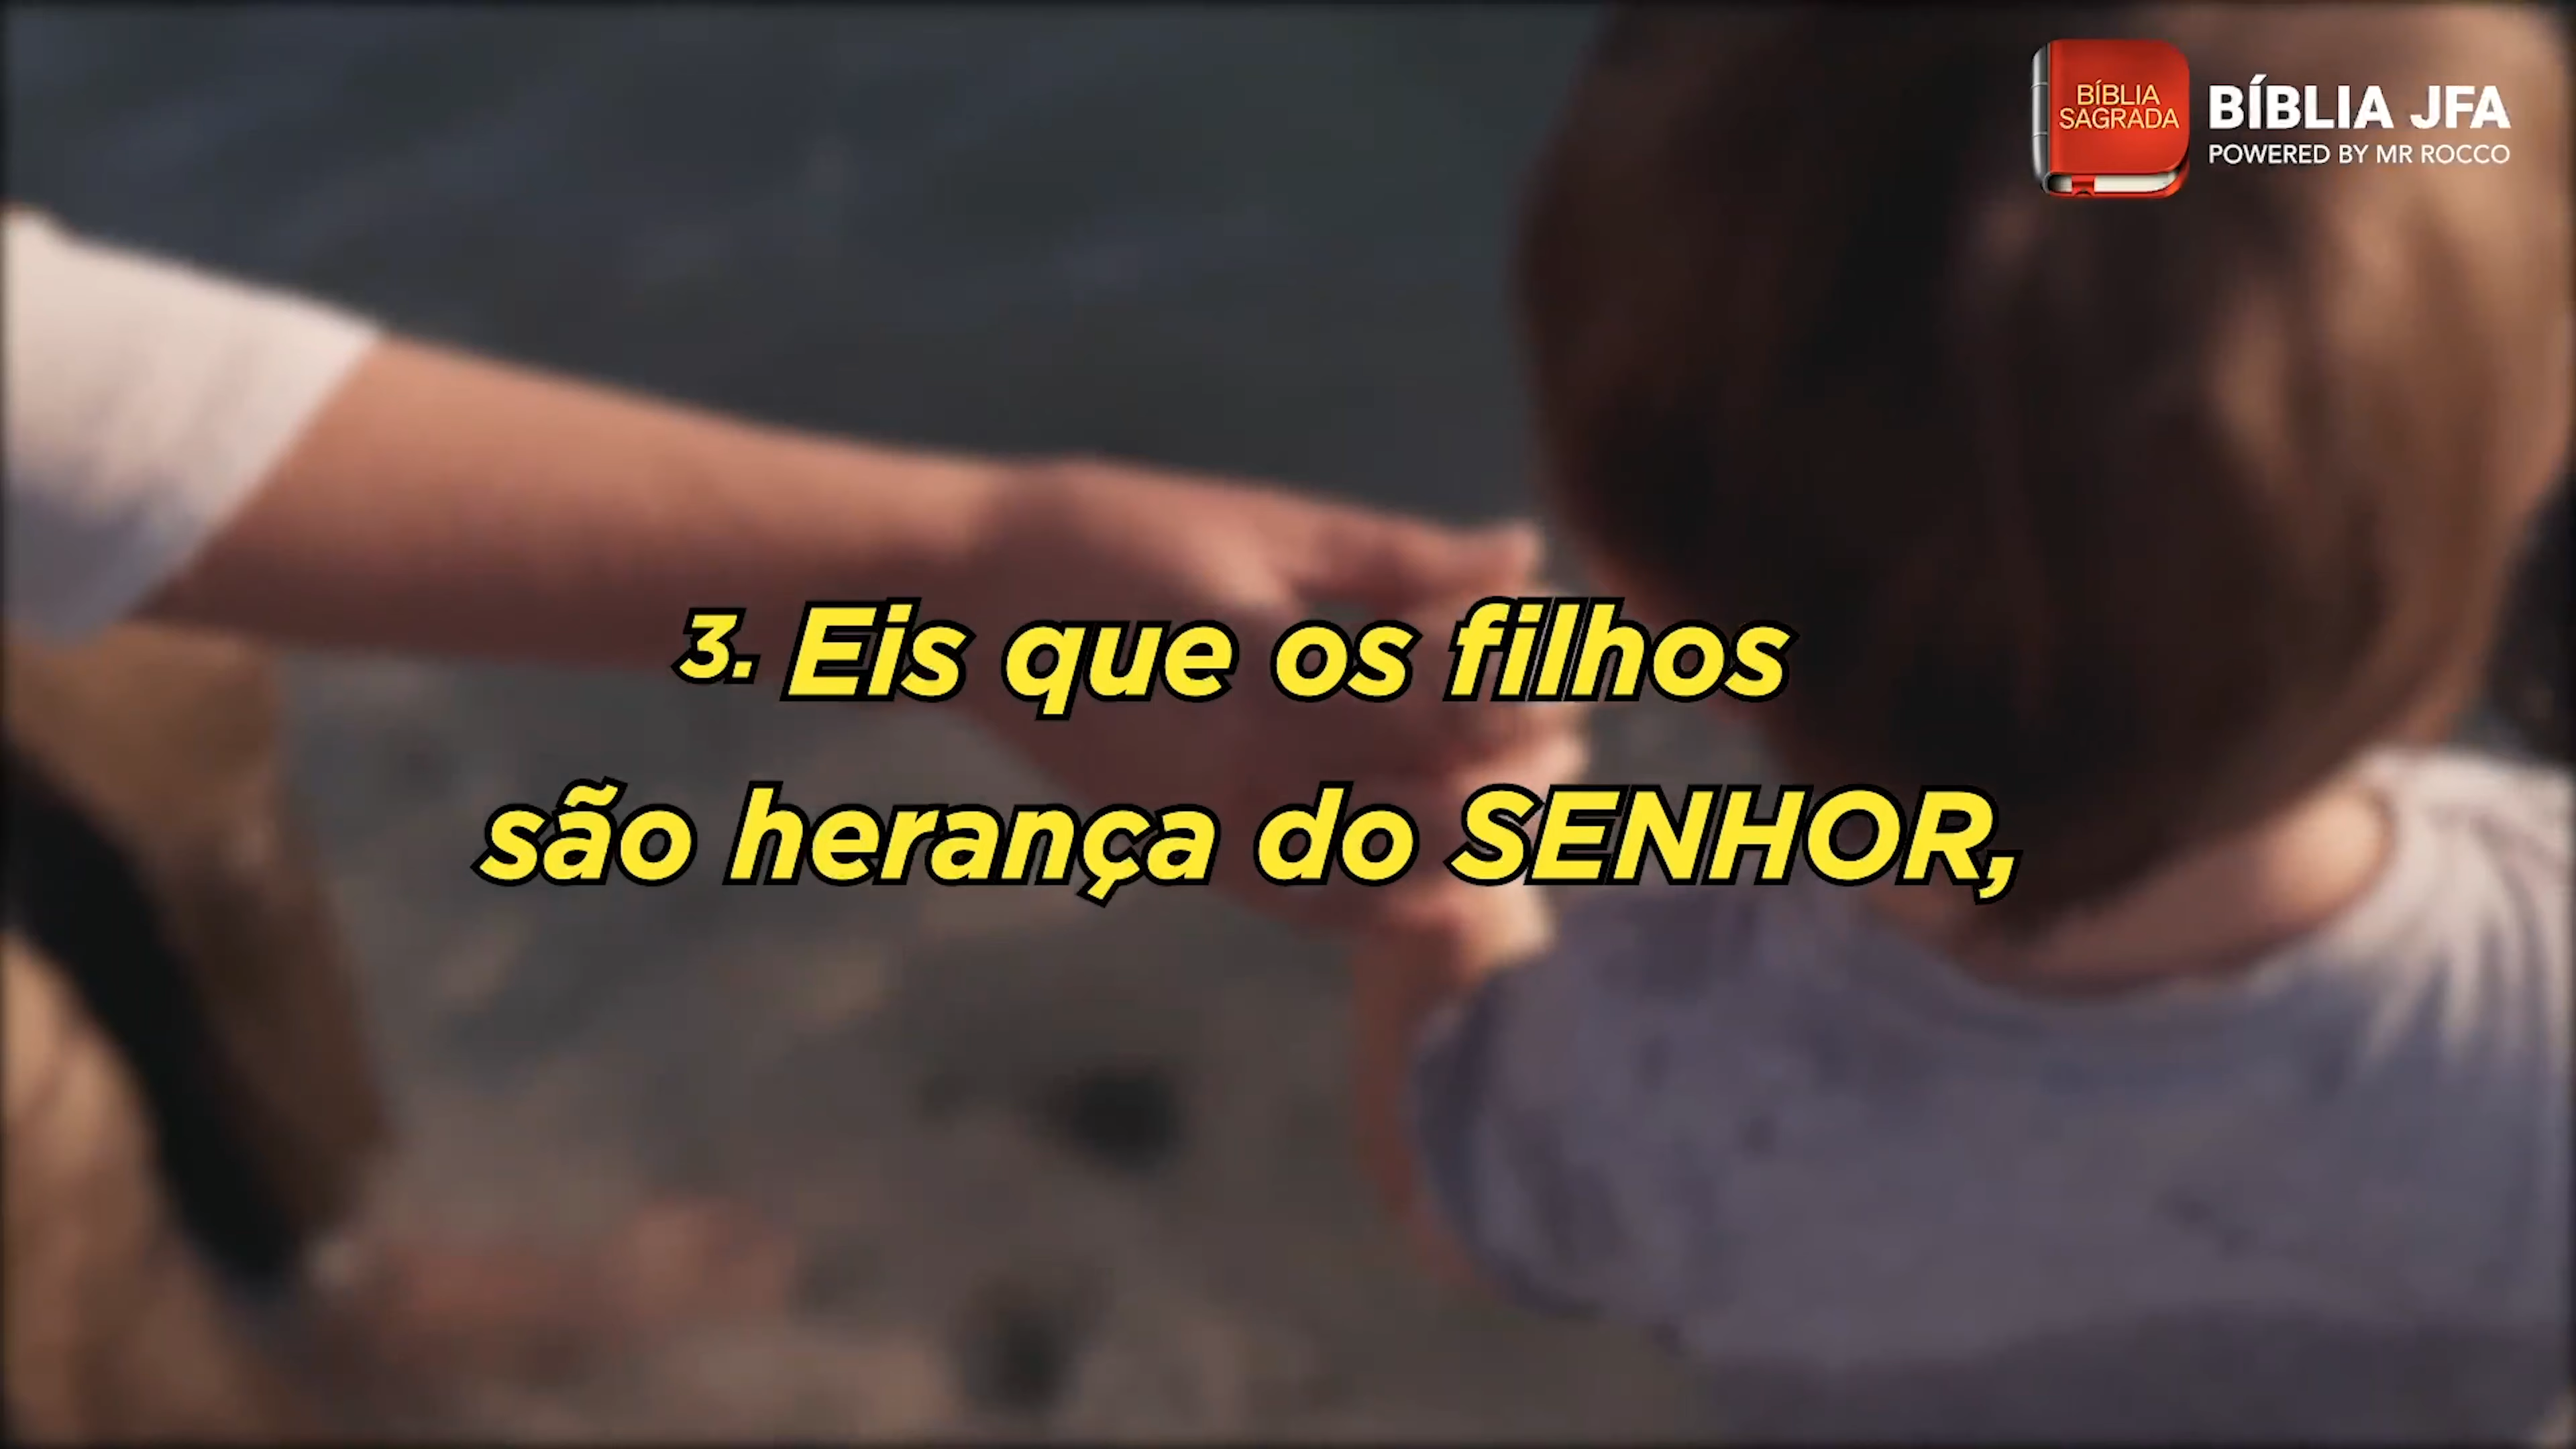 BÍBLIA
SAGRADA
BÍBLIA JFA
POWERED BY MR ROCCO
3. Eis que os filhos
são herança do SENHOR,